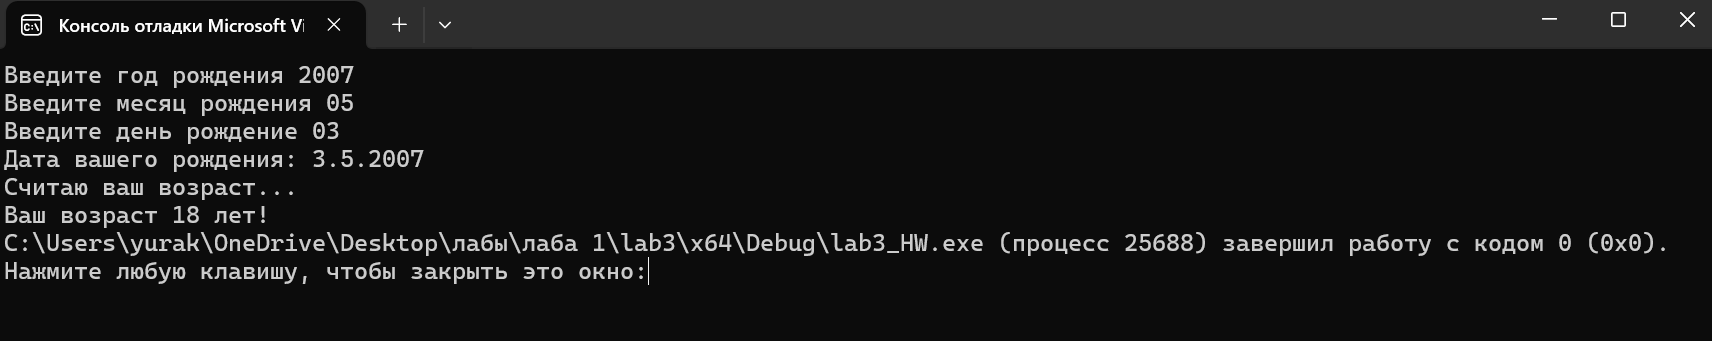 Консоль отладки Microsoft Vi
Введите год рождения 2007
Введите месяц рождения 05
Введите день рождение 03
Дата вашего рождения: 3.5.2007
Считаю ваш возраст...
Ваш возраст 18 лет!
C:\Users\yurak\OneDrive\Desktop\лабы\лаба 1\lab3\x64\Debug\lab3_HW.exe (процесс 25688) завершил работу с кодом 0 (0x0).
Нажмите любую клавишу, чтобы закрыть это окно: